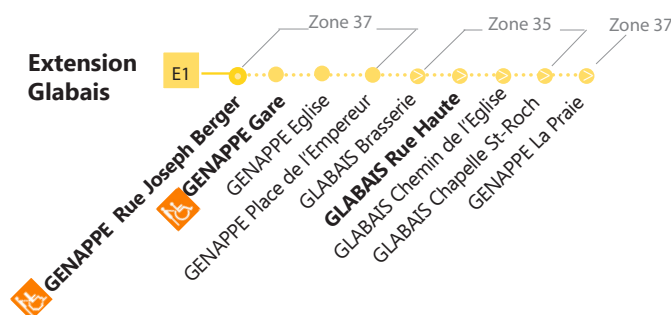 Zone 37
Zone 35
Zone 37
Extension
Glabais
E1
GENAPPE Rue Joseph Berger
GENAPPE Gare
GENAPPE Eglise
GENAPPE Place de l'Empereur
GLABAIS Brasserie
GLABAIS Rue Haute
GLABAIS Chemin de l'Eglise
GLABAIS Chapelle St-Roch
GENAPPE La Praie